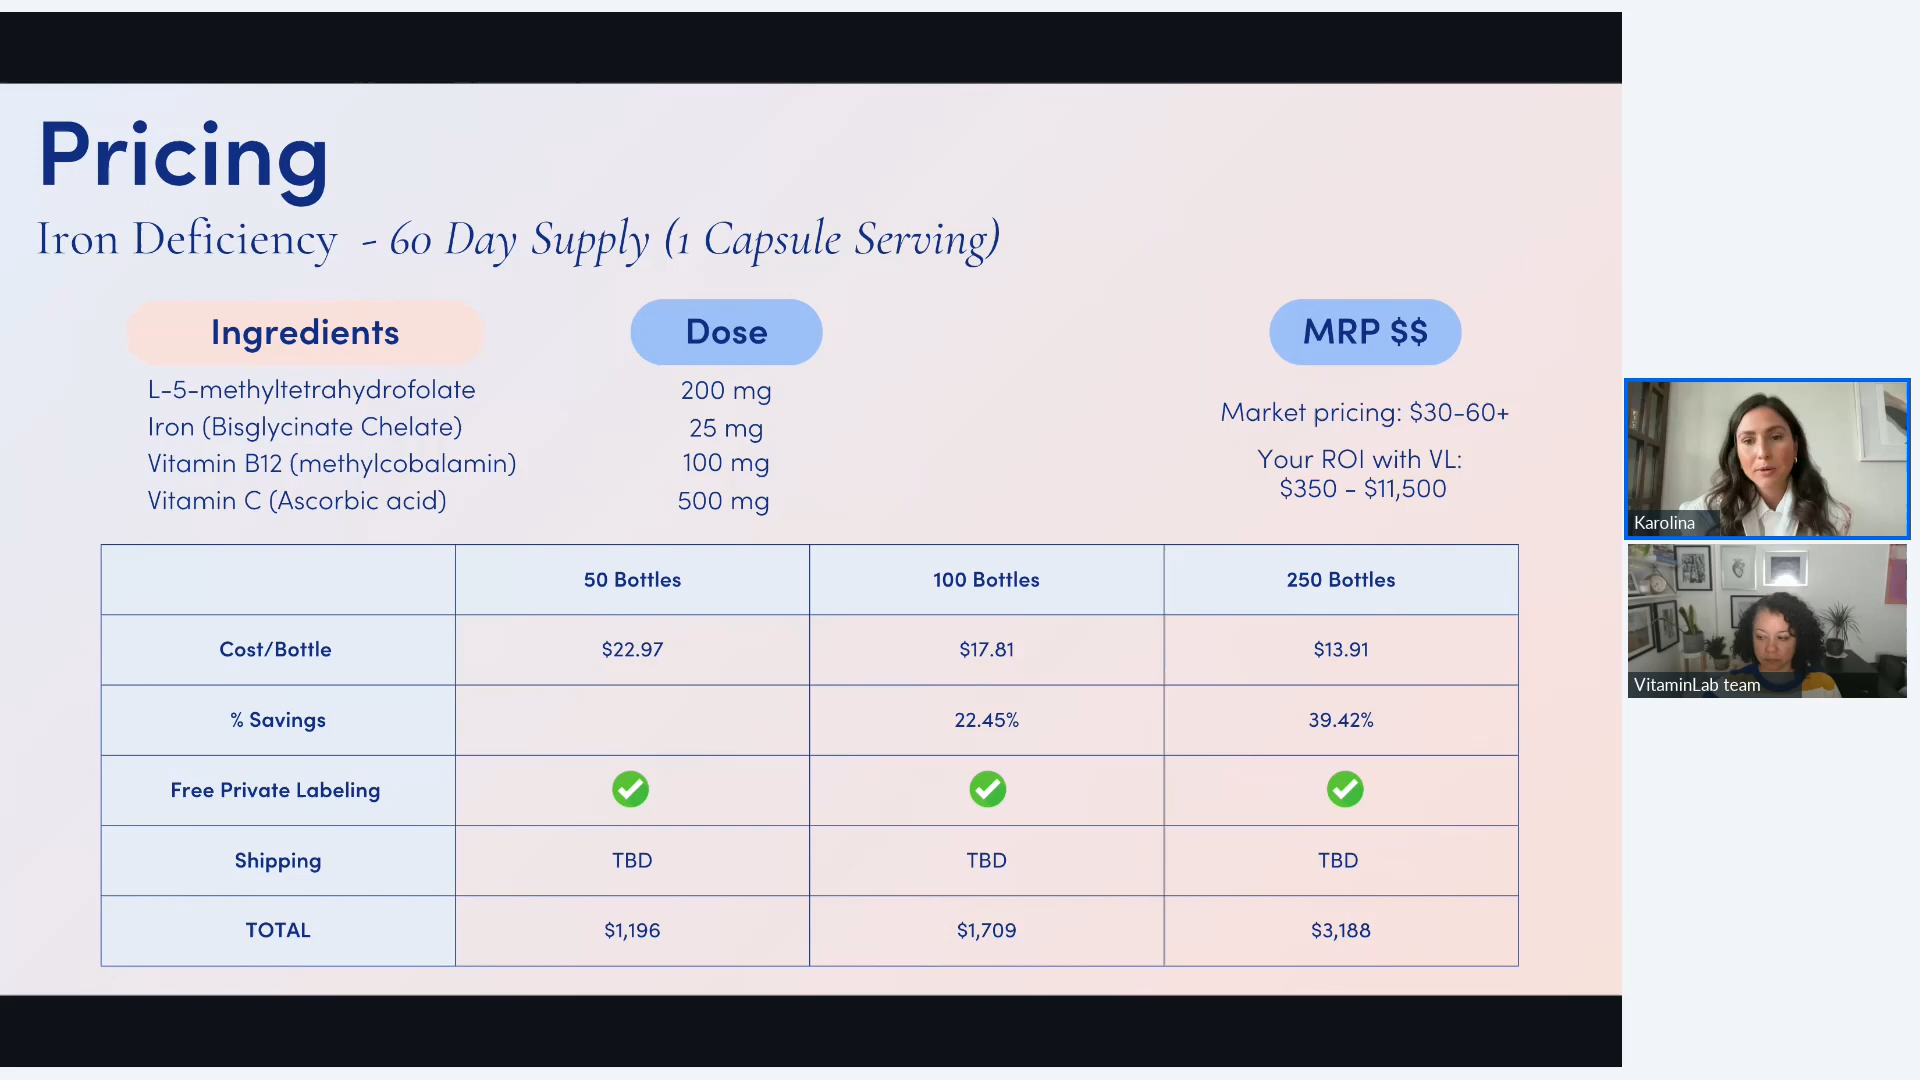 Pricing
Iron Deficiency - 60 Day Supply (1 Capsule Serving)
Ingredients
Dose
MRP $$
L-5-methyltetrahydrofolate 200 mg
Iron (Bisglycinate Chelate) 25 mg
Vitamin B12 (methylcobalamin) 100 mg
Vitamin C (Ascorbic acid) 500 mg
Market pricing: $30-60+
Your ROI with VL:
$350 - $11,500
50 Bottles 100 Bottles 250 Bottles
Cost/Bottle $22.97 $17.81 $13.91
% Savings 22.45% 39.42%
Free Private Labeling
Shipping TBD TBD TBD
TOTAL $1,196 $1,709 $3,188
Karolina
VitaminLab team